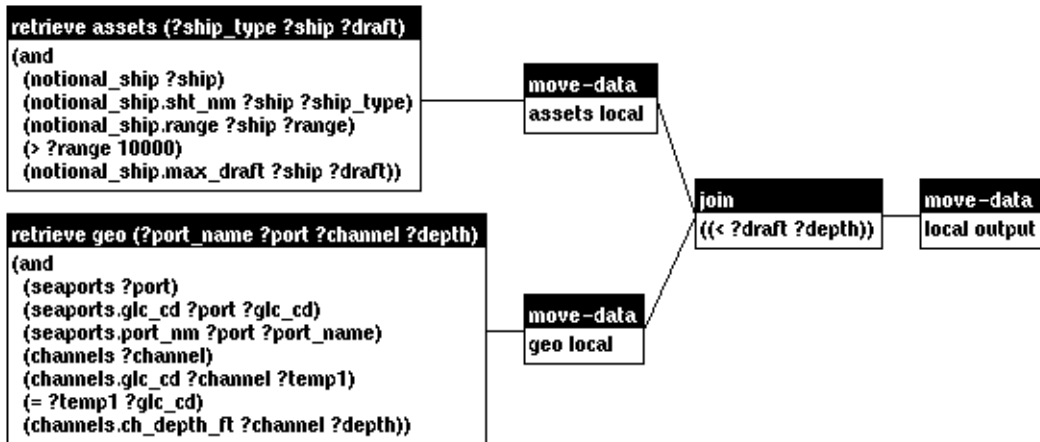 retrieve assets (?ship_type ?ship ?draft)
(and
(notional_ship ?ship)
(notional_ship.sht_nm ?ship ?ship_type)
(notional_ship.range ?ship ?range)
(> ?range 10000)
(notional_ship.max_draft ?ship ?draft))
move-data
assets local
retrieve geo (?port_name ?port ?channel ?depth)
(and
(seaports ?port)
(seaports.glc_cd ?port ?glc_cd)
(seaports.port_nm ?port ?port_name)
(channels ?channel)
(channels.glc_cd ?channel ?temp1)
(= ?temp1 ?glc_cd)
(channels.ch_depth_ft ?channel ?depth))
move-data
geo local
join
((< ?draft ?depth))
move-data
local output